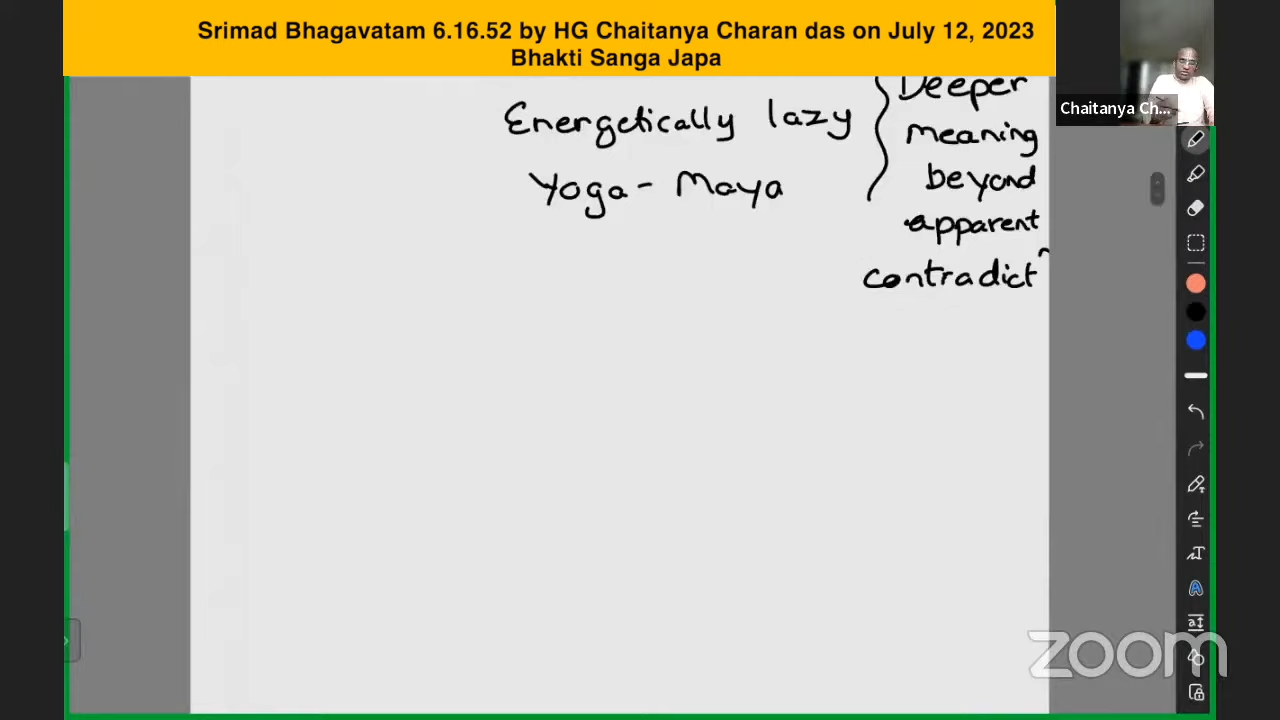 Srimad Bhagavatam 6.16.52 by HG Chaitanya Charan das on July 12, 2023
Bhakti Sanga Japa
Chaitanya Ch...
Energetically lazy
Yoga - Maya
Deeper
meaning
beyond
apparent
contradict^n
zoom